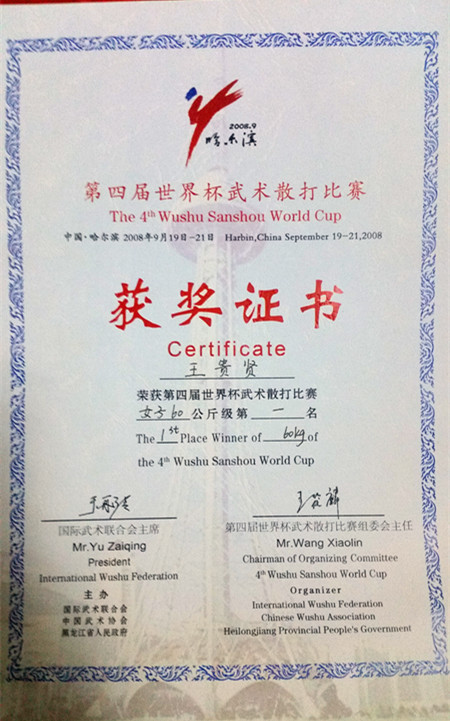 2008.9
哈尔滨
第四届世界杯武术散打比赛
The 4th Wushu Sanshou World Cup
中国·哈尔滨 2008年9月19日-21日 Harbin,China September 19-21,2008
获奖证书
Certificate
王贵贤
荣获第四届世界杯武术散打比赛
女子60公斤级第一名
The 1st Place Winner of 60kg of
the 4th Wushu Sanshou World Cup
国际武术联合会主席
Mr.Yu Zaiqing
President
International Wushu Federation
主办
国际武术联合会
中国武术协会
黑龙江省人民政府
第四届世界杯武术散打比赛组委会主任
Mr.Wang Xiaolin
Chairman of Organizing Committee
4th Wushu Sanshou World Cup
Organizer
International Wushu Federation
Chinese Wushu Association
Heilongjiang Provincial People's Government